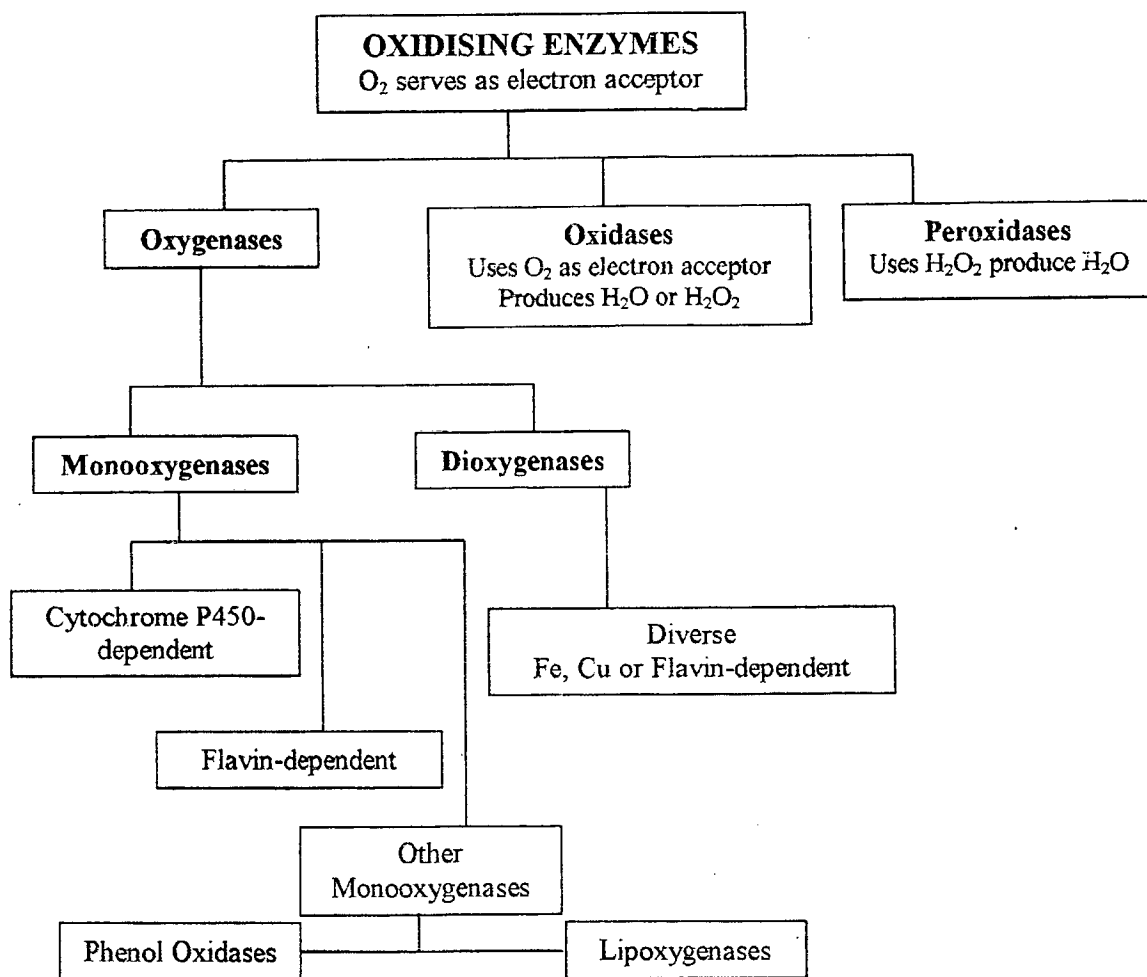 OXIDISING ENZYMES
O₂ serves as electron acceptor
Oxygenases
Oxidases
Uses O₂ as electron acceptor
Produces H₂O or H₂O₂
Peroxidases
Uses H₂O₂ produce H₂O
Monooxygenases
Dioxygenases
Cytochrome P450-
dependent
Diverse
Fe, Cu or Flavin-dependent
Flavin-dependent
Other
Monooxygenases
Phenol Oxidases
Lipoxygenases